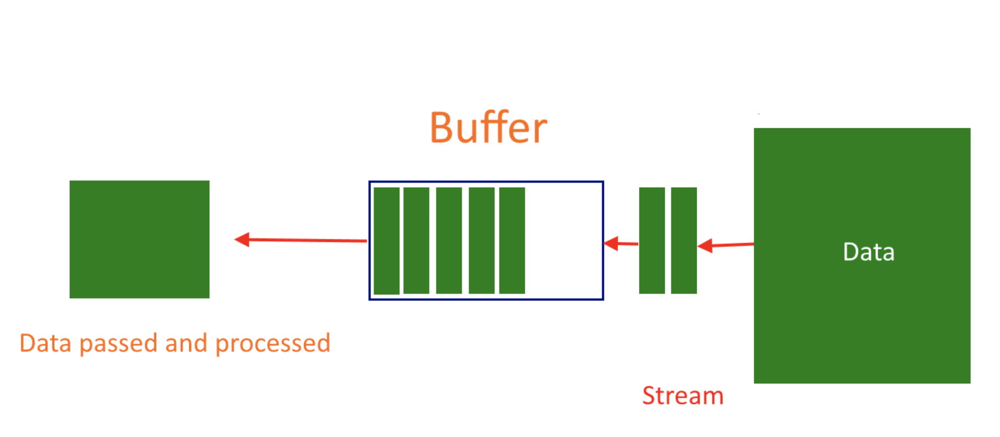 Buffer
Data
Data passed and processed
Stream